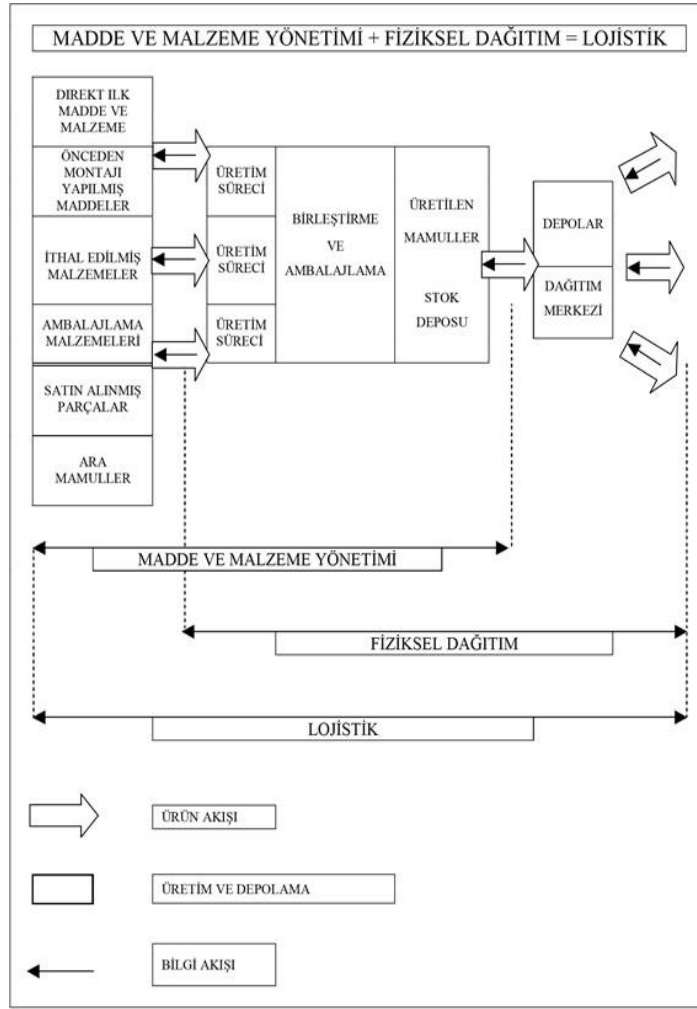 MADDE VE MALZEME YÖNETİMİ + FİZİKSEL DAĞITIM = LOJİSTİK
DIREKT ILK
MADDE VE
MALZEME
ÖNCEDEN
MONTAJI
YAPILMIŞ
MADDELER
İTHAL EDİLMİŞ
MALZEMELER
AMBALAJLAMA
MALZEMELERİ
SATIN ALINMIŞ
PARÇALAR
ARA
MAMULLER
ÜRETİM
SÜRECİ
ÜRETİM
SÜRECİ
ÜRETİM
SÜRECİ
BİRLEŞTİRME
VE
AMBALAJLAMA
ÜRETİLEN
MAMULLER
STOK
DEPOSU
DEPOLAR
DAĞITIM
MERKEZİ
MADDE VE MALZEME YÖNETİMİ
FİZİKSEL DAĞITIM
LOJİSTİK
ÜRÜN AKIŞI
ÜRETİM VE DEPOLAMA
BİLGİ AKIŞI